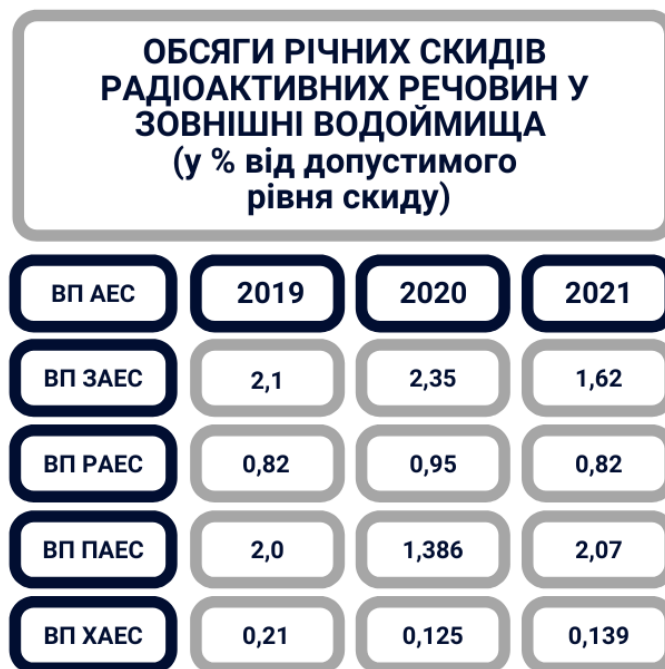 ОБСЯГИ РІЧНИХ СКИДІВ
РАДІОАКТИВНИХ РЕЧОВИН У
ЗОВНІШНІ ВОДОЙМИЩА
(у % від допустимого
рівня скиду)
ВП АЕС 2019 2020 2021
ВП ЗАЕС 2,1 2,35 1,62
ВП РАЕС 0,82 0,95 0,82
ВП ПАЕС 2,0 1,386 2,07
ВП ХАЕС 0,21 0,125 0,139